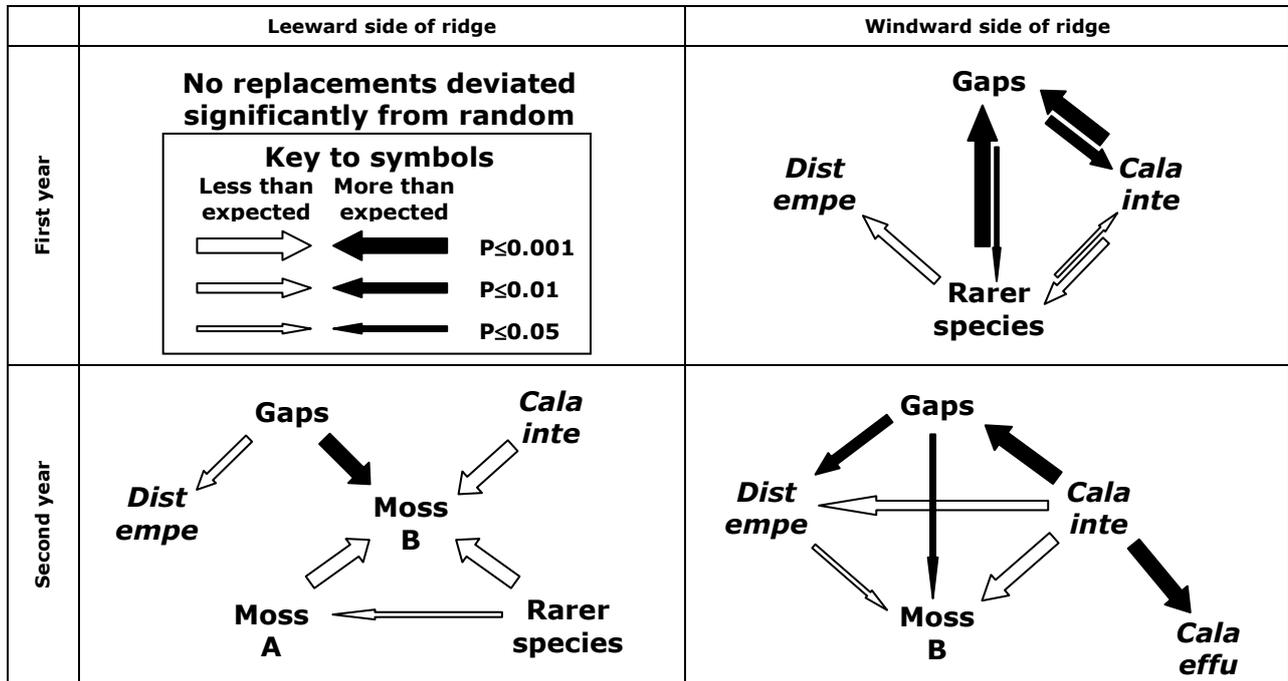 Leeward side of ridge
Windward side of ridge
First year
No replacements deviated
significantly from random
Key to symbols
Less than
expected
More than
expected
P≤0.001
P≤0.01
P≤0.05
Gaps
Dist
empe
Cala
inte
Rarer
species
Second year
Gaps
Cala
inte
Dist
empe
Moss
B
Moss
A
Rarer
species
Gaps
Dist
empe
Cala
inte
Moss
B
Cala
effu